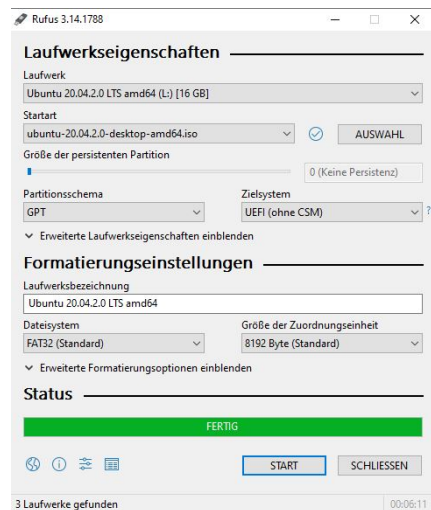 Rufus 3.14.1788
Laufwerkseigenschaften
Laufwerk
Ubuntu 20.04.2.0 LTS amd64 (L:) [16 GB]
Startart
ubuntu-20.04.2.0-desktop-amd64.iso
AUSWAHL
Größe der persistenten Partition
0 (Keine Persistenz)
Partitionsschema
Zielsystem
GPT
UEFI (ohne CSM)
?
Erweiterte Laufwerkseigenschaften einblenden
Formatierungseinstellungen
Laufwerksbezeichnung
Ubuntu 20.04.2.0 LTS amd64
Dateisystem
Größe der Zuordnungseinheit
FAT32 (Standard)
8192 Byte (Standard)
Erweiterte Formatierungsoptionen einblenden
Status
FERTIG
START
SCHLIESSEN
3 Laufwerke gefunden
00:06:11